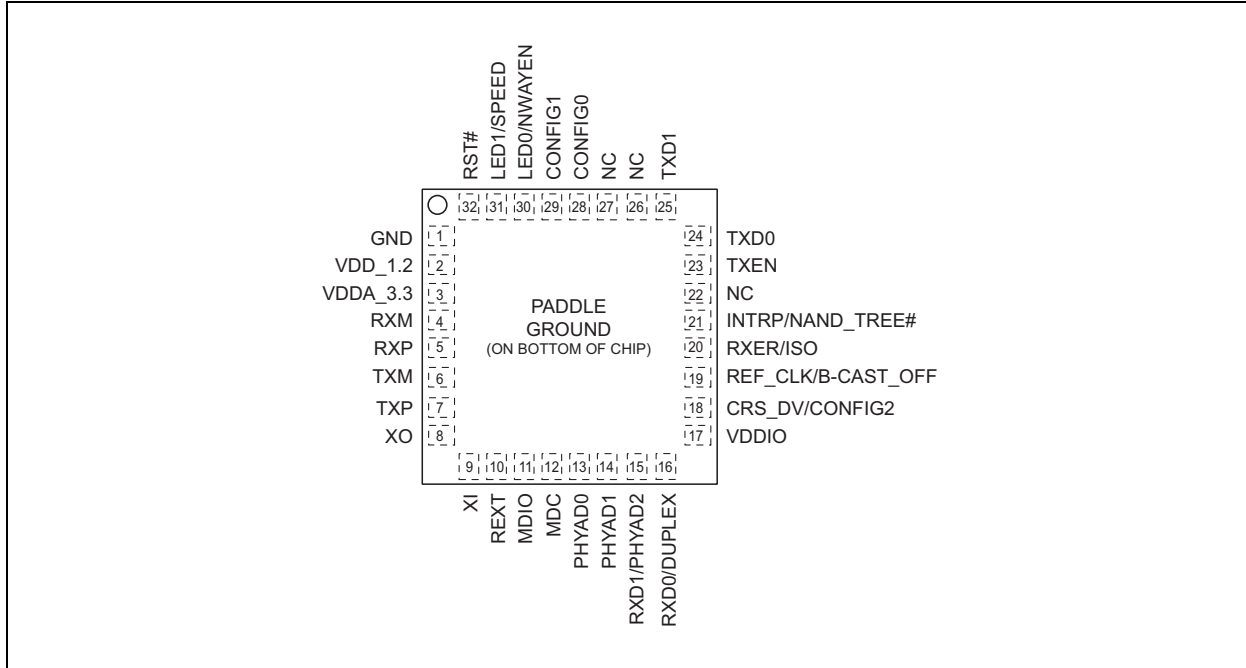 RST#
LED1/SPEED
LED0/NWAYEN
CONFIG1
CONFIG0
NC
NC
TXD1
32 31 30 29 28 27 26 25
GND 1
VDD_1.2 2
VDDA_3.3 3
RXM 4
RXP 5
TXM 6
TXP 7
XO 8
PADDLE
GROUND
(ON BOTTOM OF CHIP)
24 TXD0
23 TXEN
22 NC
21 INTRP/NAND_TREE#
20 RXER/ISO
19 REF_CLK/B-CAST_OFF
18 CRS_DV/CONFIG2
17 VDDIO
9 10 11 12 13 14 15 16
XI
REXT
MDIO
MDC
PHYAD0
PHYAD1
RXD1/PHYAD2
RXD0/DUPLEX